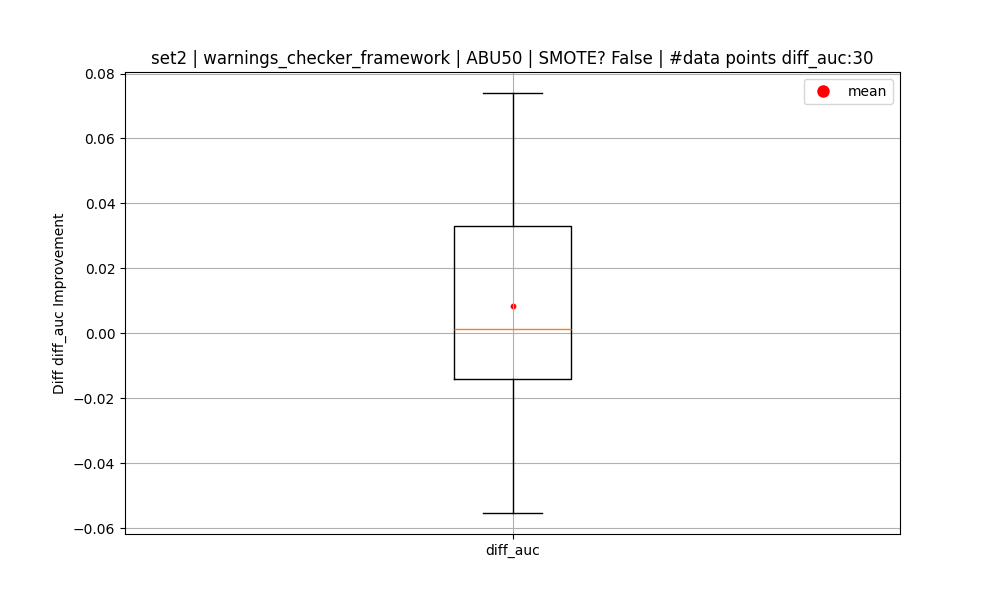 set2 | warnings_checker_framework | ABU50 | SMOTE? False | #data points diff_auc:30
mean
Diff diff_auc Improvement
0.08
0.06
0.04
0.02
0.00
−0.02
−0.04
−0.06
diff_auc